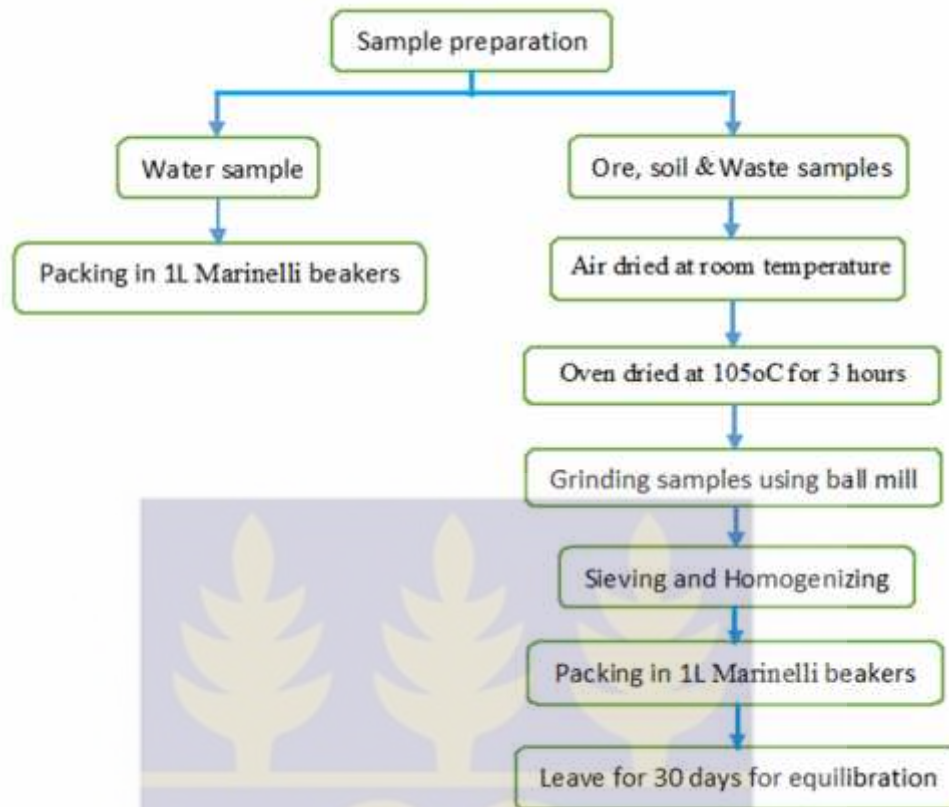 Sample preparation
Water sample
Packing in 1L Marinelli beakers
Ore, soil & Waste samples
Air dried at room temperature
Oven dried at 105oC for 3 hours
Grinding samples using ball mill
Sieving and Homogenizing
Packing in 1L Marinelli beakers
Leave for 30 days for equilibration